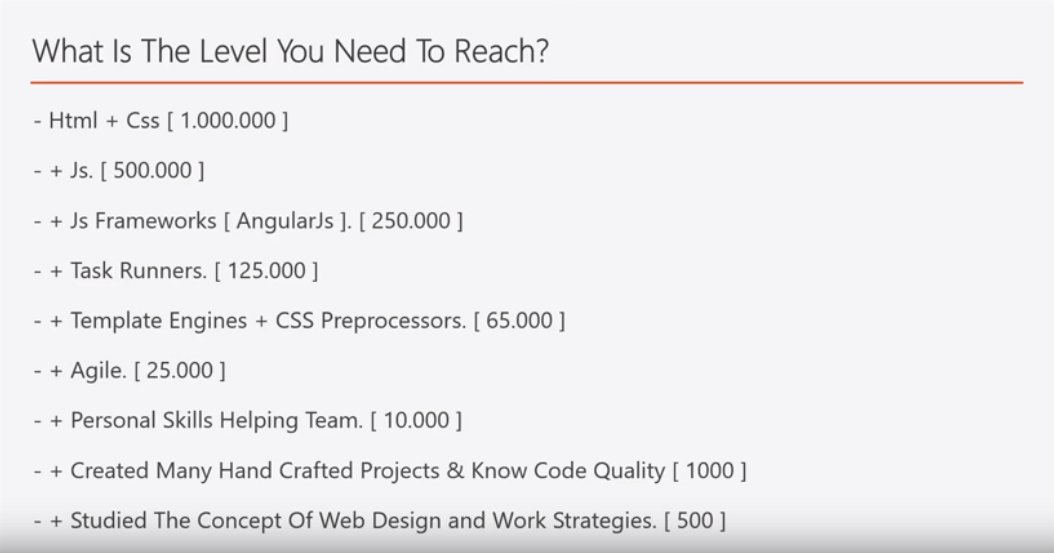 What Is The Level You Need To Reach?
- Html + Css [ 1.000.000 ]
- + Js. [ 500.000 ]
- + Js Frameworks [ AngularJs ]. [ 250.000 ]
- + Task Runners. [ 125.000 ]
- + Template Engines + CSS Preprocessors. [ 65.000 ]
- + Agile. [ 25.000 ]
- + Personal Skills Helping Team. [ 10.000 ]
- + Created Many Hand Crafted Projects & Know Code Quality [ 1000 ]
- + Studied The Concept Of Web Design and Work Strategies. [ 500 ]